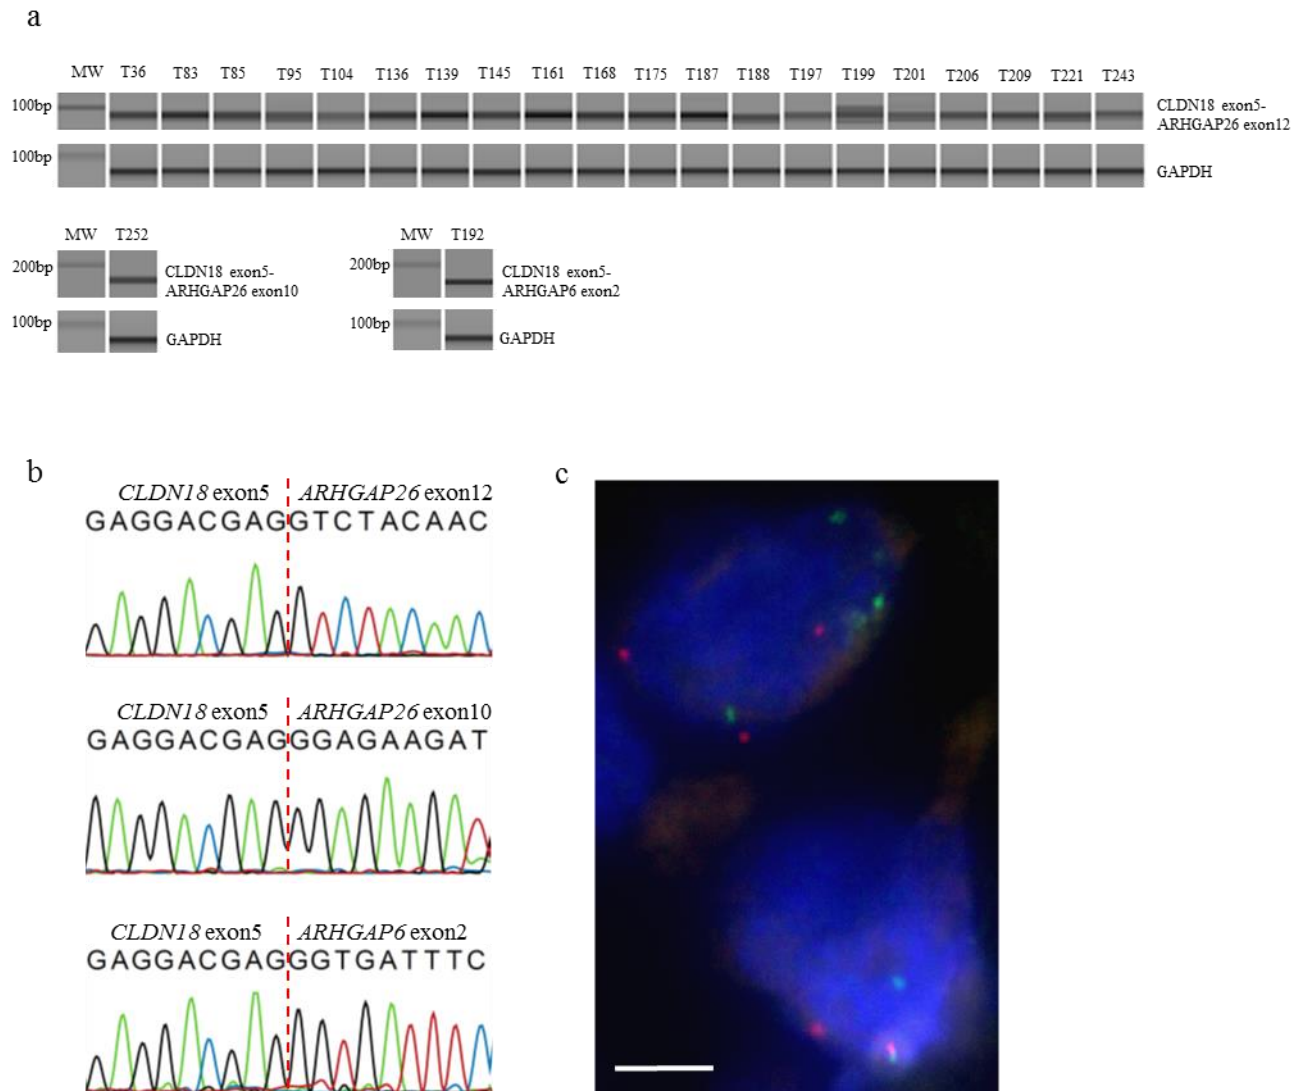 a
MW T36 T83 T85 T95 T104 T136 T139 T145 T161 T168 T175 T187 T188 T197 T199 T201 T206 T209 T221 T243
100bp
CLDN18 exon5-
ARHGAP26 exon12
100bp
GAPDH
MW T252
200bp
CLDN18 exon5-
ARHGAP26 exon10
100bp
GAPDH
MW T192
200bp
CLDN18 exon5-
ARHGAP6 exon2
100bp
GAPDH
b
CLDN18 exon5 ARHGAP26 exon12
GAGGACGAGGTCTACAAC
CLDN18 exon5 ARHGAP26 exon10
GAGGACGAGGGAGAAGAT
CLDN18 exon5 ARHGAP6 exon2
GAGGACGAGGGTGATTTC
c